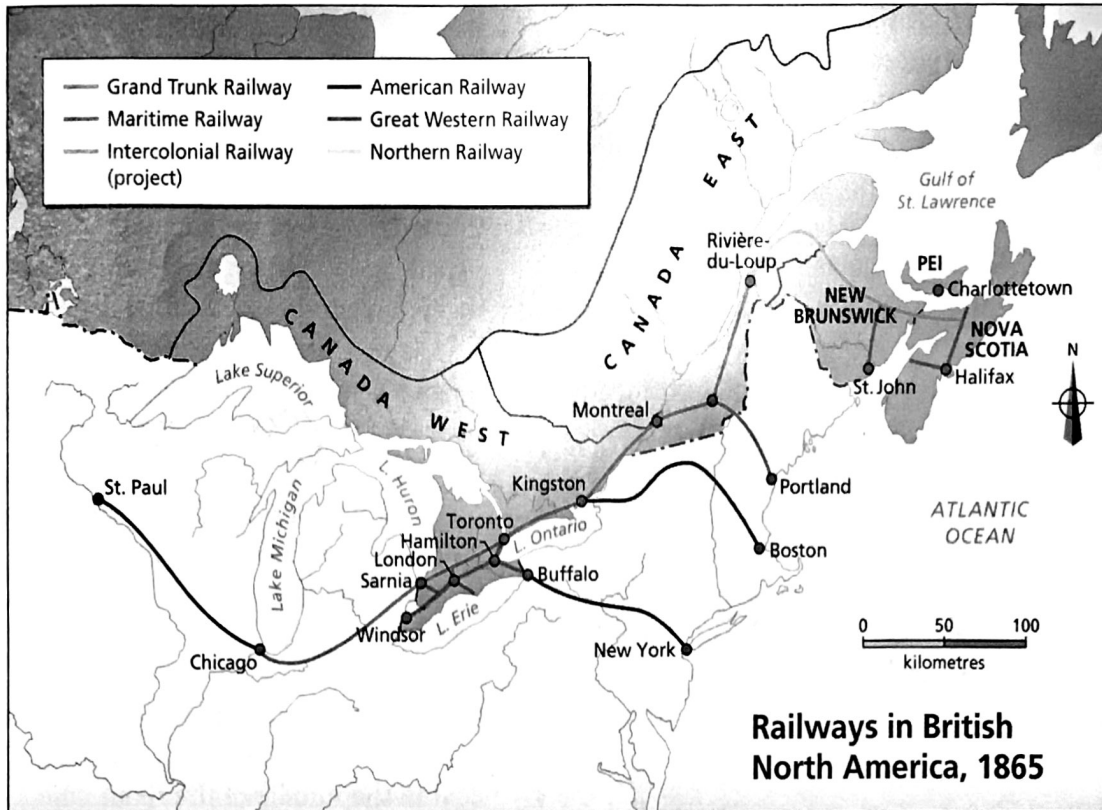 Grand Trunk Railway
Maritime Railway
Intercolonial Railway
(project)
American Railway
Great Western Railway
Northern Railway
CANADA EAST
Gulf of
St. Lawrence
Rivière-
du-Loup
PEI
Charlottetown
NEW
BRUNSWICK
NOVA
SCOTIA
St. John
Halifax
N
CANADA WEST
Lake Superior
Montreal
St. Paul
Lake Michigan
L. Huron
Kingston
Portland
Toronto
L. Ontario
Hamilton
London
Boston
ATLANTIC
OCEAN
Sarnia
Buffalo
L. Erie
Windsor
Chicago
New York
0 50 100
kilometres
Railways in British
North America, 1865